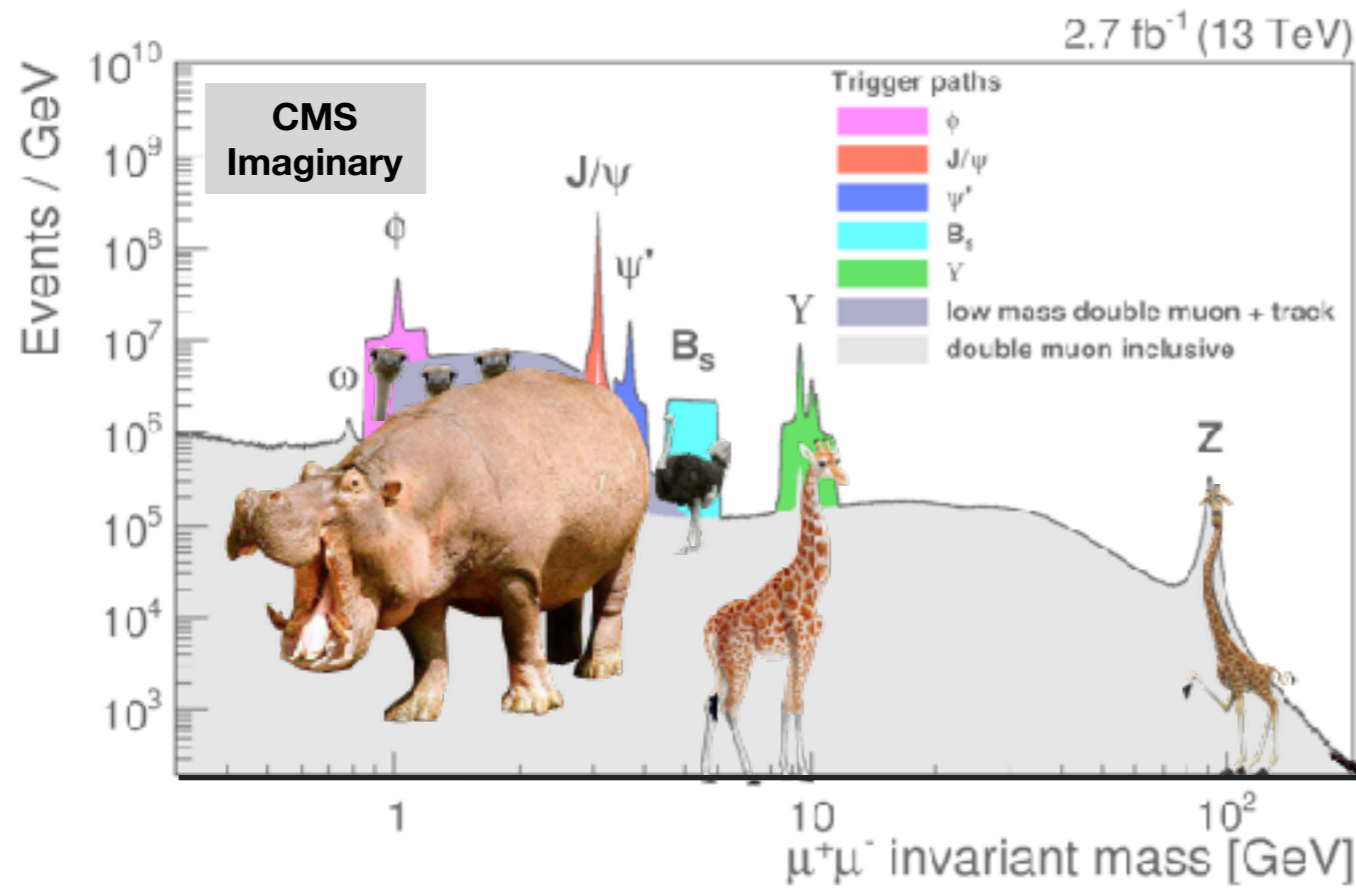 2.7 fb⁻¹ (13 TeV)
Events / GeV
10¹⁰
10⁹
10⁸
10⁷
10⁶
10⁵
10⁴
10³
CMS
Imaginary
Trigger paths
ϕ
J/ψ
ψ'
Bₛ
Υ
low mass double muon + track
double muon inclusive
ω
ϕ
J/ψ
ψ'
Bₛ
Υ
Z
1
10
10²
μ⁺μ⁻ invariant mass [GeV]